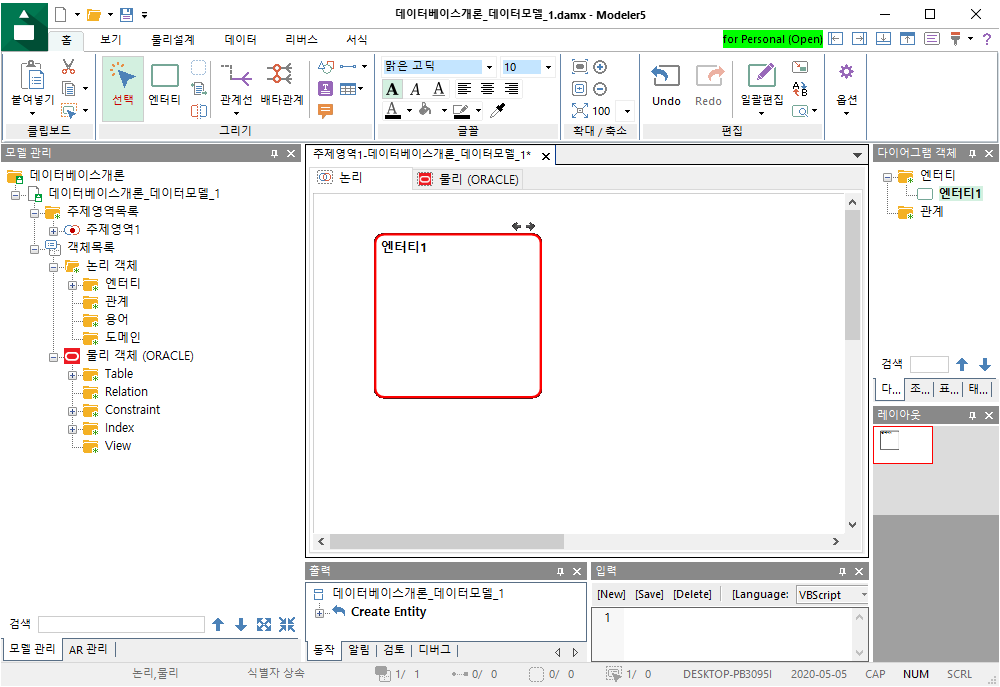 데이터베이스개론_데이터모델_1.damx - Modeler5
홈 보기 물리설계 데이터 리버스 서식 for Personal (Open)
붙여넣기 선택 엔터티 관계선 배타관계 맑은 고딕 10 Undo Redo 일괄편집 옵션
A A A
A 100
클립보드 그리기 글꼴 확대 / 축소 편집
모델 관리
데이터베이스개론
데이터베이스개론_데이터모델_1
주제영역목록
주제영역1
객체목록
논리 객체
엔터티
관계
용어
도메인
물리 객체 (ORACLE)
Table
Relation
Constraint
Index
View
검색
모델 관리 AR 관리
주제영역1-데이터베이스개론_데이터모델_1*
논리 물리 (ORACLE)
엔터티1
출력
데이터베이스개론_데이터모델_1
Create Entity
동작 알림 검토 디버그
입력
[New] [Save] [Delete] [Language: VBScript
1
다이어그램 객체
엔터티
엔터티1
관계
검색
다... 조... 표... 태...
레이아웃
논리,물리 식별자 상속 1/ 1 0/ 0 0/ 0 1/ 0 DESKTOP-PB3095I 2020-05-05 CAP NUM SCRL